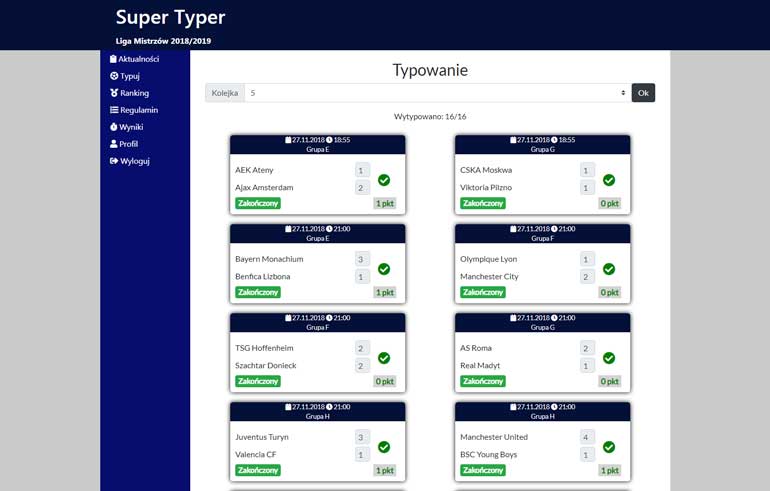 Super Typer
Liga Mistrzów 2018/2019
Aktualności
Typuj
Ranking
Regulamin
Wyniki
Profil
Wyloguj
Typowanie
Kolejka 5 Ok
Wytypowano: 16/16
27.11.2018 18:55
Grupa E
AEK Ateny 1
Ajax Amsterdam 2
Zakończony 1 pkt
27.11.2018 18:55
Grupa G
CSKA Moskwa 1
Viktoria Pilzno 1
Zakończony 0 pkt
27.11.2018 21:00
Grupa E
Bayern Monachium 3
Benfica Lizbona 1
Zakończony 1 pkt
27.11.2018 21:00
Grupa F
Olympique Lyon 1
Manchester City 2
Zakończony 0 pkt
27.11.2018 21:00
Grupa F
TSG Hoffenheim 2
Szachtar Donieck 2
Zakończony 0 pkt
27.11.2018 21:00
Grupa G
AS Roma 2
Real Madyt 1
Zakończony 0 pkt
27.11.2018 21:00
Grupa H
Juventus Turyn 3
Valencia CF 1
Zakończony 1 pkt
27.11.2018 21:00
Grupa H
Manchester United 4
BSC Young Boys 1
Zakończony 1 pkt